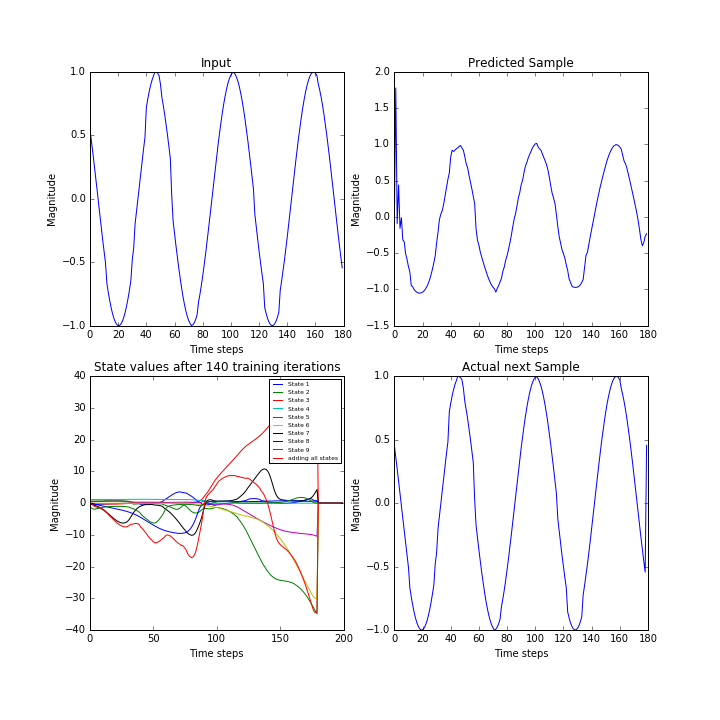 Input
Magnitude
1.0
0.5
0.0
−0.5
−1.0
0 20 40 60 80 100 120 140 160 180
Time steps
Predicted Sample
Magnitude
2.0
1.5
1.0
0.5
0.0
−0.5
−1.0
−1.5
0 20 40 60 80 100 120 140 160 180
Time steps
State values after 140 training iterations
Magnitude
40
30
20
10
0
−10
−20
−30
−40
0 50 100 150 200
Time steps
State 1
State 2
State 3
State 4
State 5
State 6
State 7
State 8
State 9
adding all states
Actual next Sample
Magnitude
1.0
0.5
0.0
−0.5
−1.0
0 20 40 60 80 100 120 140 160 180
Time steps